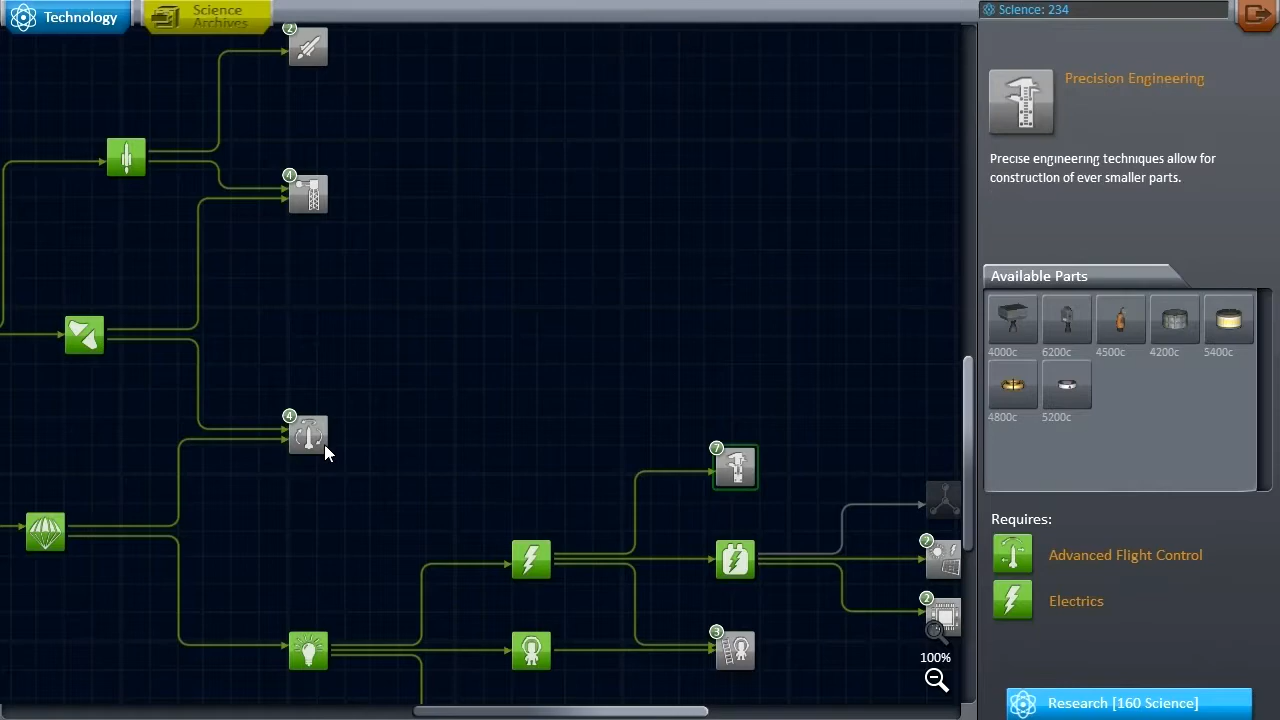 Technology
Science
Archives
Science: 234
2
4
4
7
2
2
3
100%
Precision Engineering
Precise engineering techniques allow for
construction of ever smaller parts.
Available Parts
4000c 6200c 4500c 4200c 5400c
4800c 5200c
Requires:
Advanced Flight Control
Electrics
Research [160 Science]